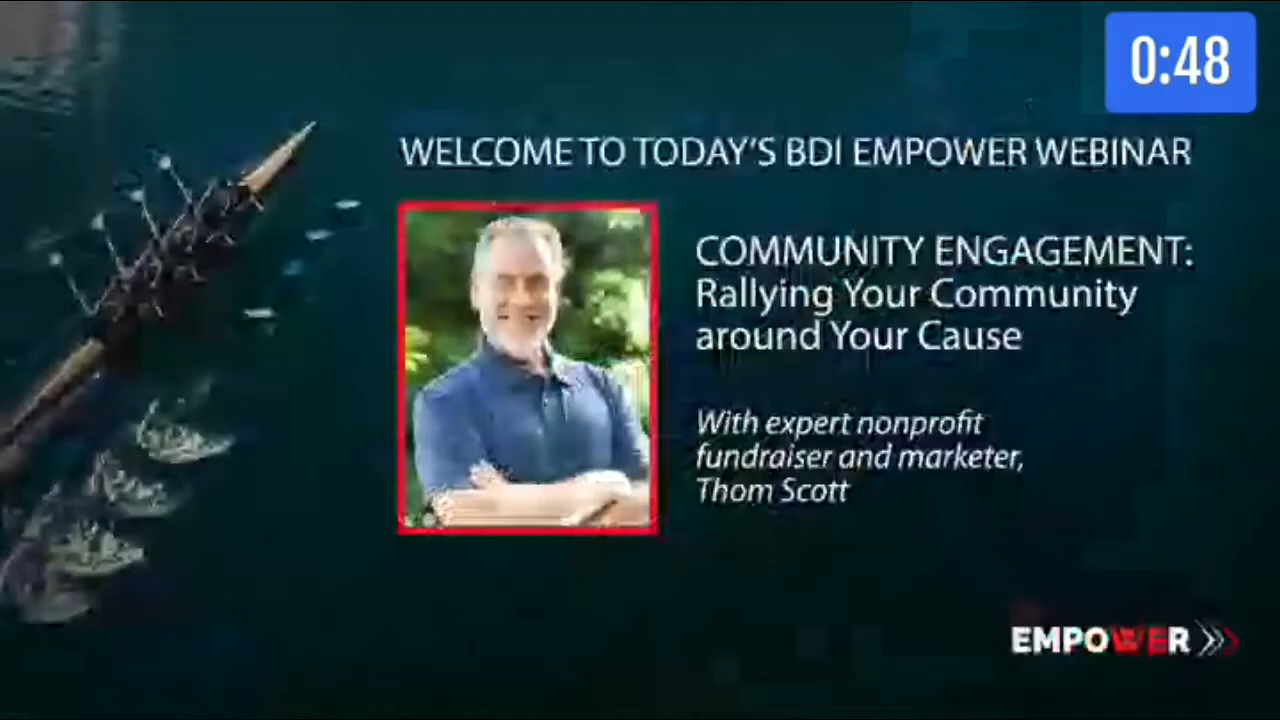 0:48
WELCOME TO TODAY'S BDI EMPOWER WEBINAR
COMMUNITY ENGAGEMENT:
Rallying Your Community
around Your Cause
With expert nonprofit
fundraiser and marketer,
Thom Scott
EMPOWER